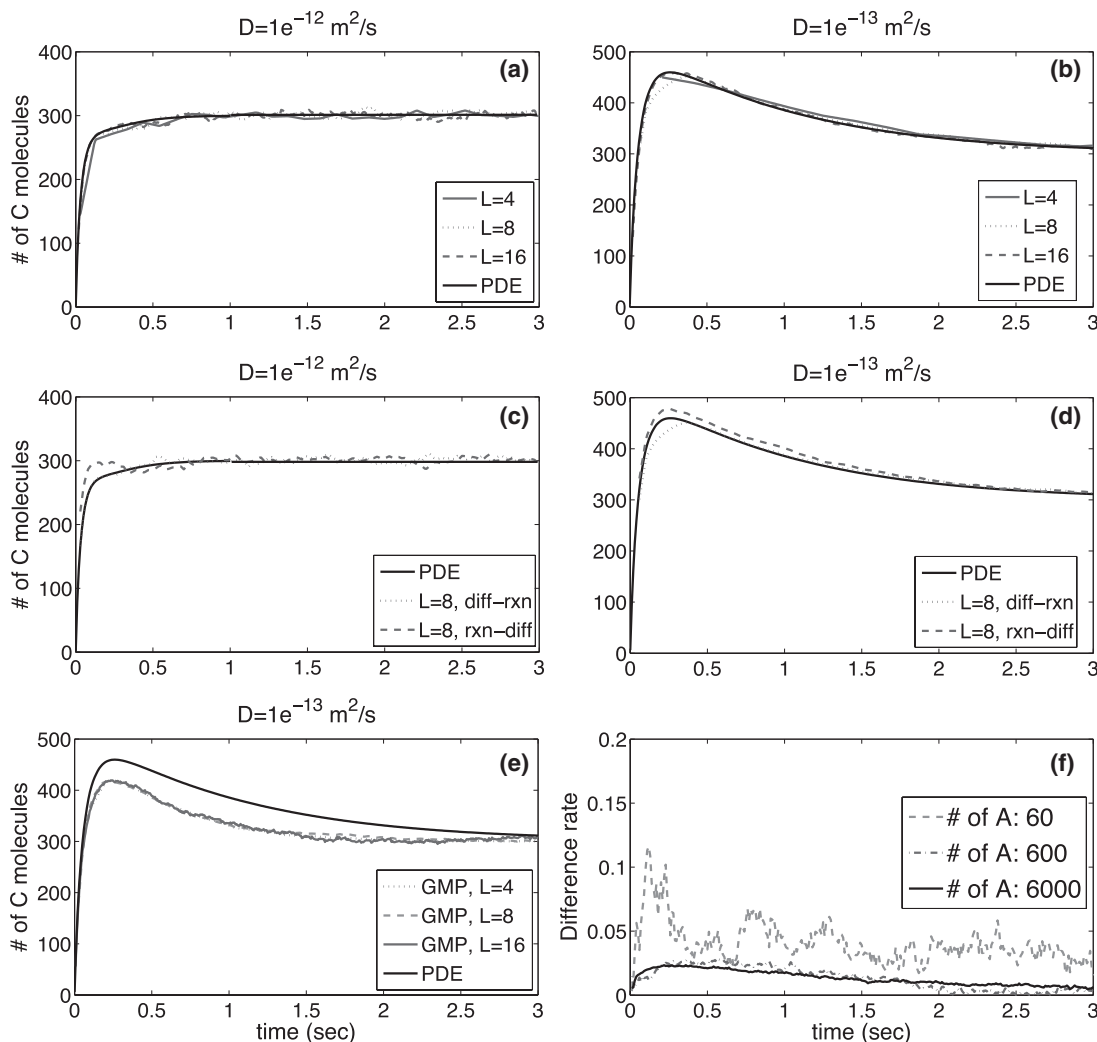 D=1e⁻¹² m²/s
(a)
# of C molecules
400
300
200
100
0
0 0.5 1 1.5 2 2.5 3
L=4
L=8
L=16
PDE
D=1e⁻¹³ m²/s
(b)
500
400
300
200
100
0
0 0.5 1 1.5 2 2.5 3
L=4
L=8
L=16
PDE
D=1e⁻¹² m²/s
(c)
# of C molecules
400
300
200
100
0
0 0.5 1 1.5 2 2.5 3
PDE
L=8, diff-rxn
L=8, rxn-diff
D=1e⁻¹³ m²/s
(d)
500
400
300
200
100
0
0 0.5 1 1.5 2 2.5 3
PDE
L=8, diff-rxn
L=8, rxn-diff
D=1e⁻¹³ m²/s
(e)
# of C molecules
500
400
300
200
100
0
0 0.5 1 1.5 2 2.5 3
time (sec)
GMP, L=4
GMP, L=8
GMP, L=16
PDE
(f)
Difference rate
0.2
0.15
0.1
0.05
0
0 0.5 1 1.5 2 2.5 3
time (sec)
# of A: 60
# of A: 600
# of A: 6000